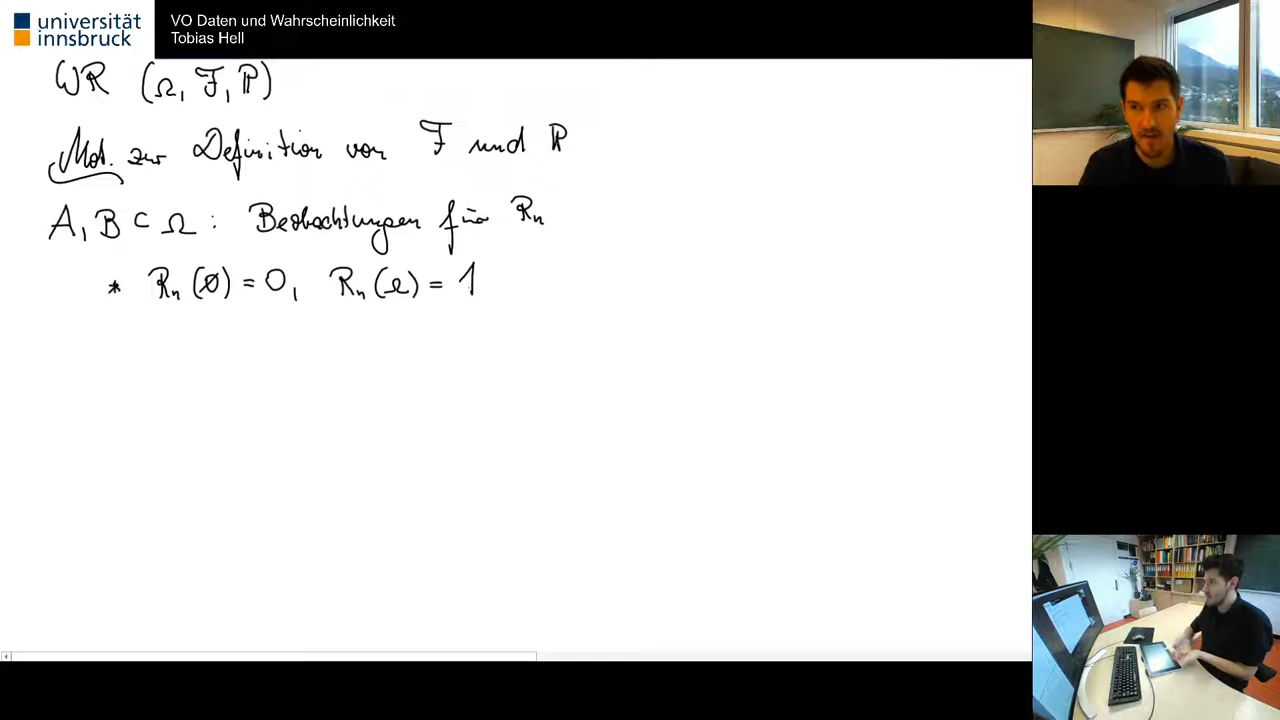 universität
innsbruck
VO Daten und Wahrscheinlichkeit
Tobias Hell
WR (Ω, F, P)
Mot. zur Definition von F und P
A, B ⊂ Ω : Beobachtungen für Rn
* Rn (∅) = 0, Rn (Ω) = 1